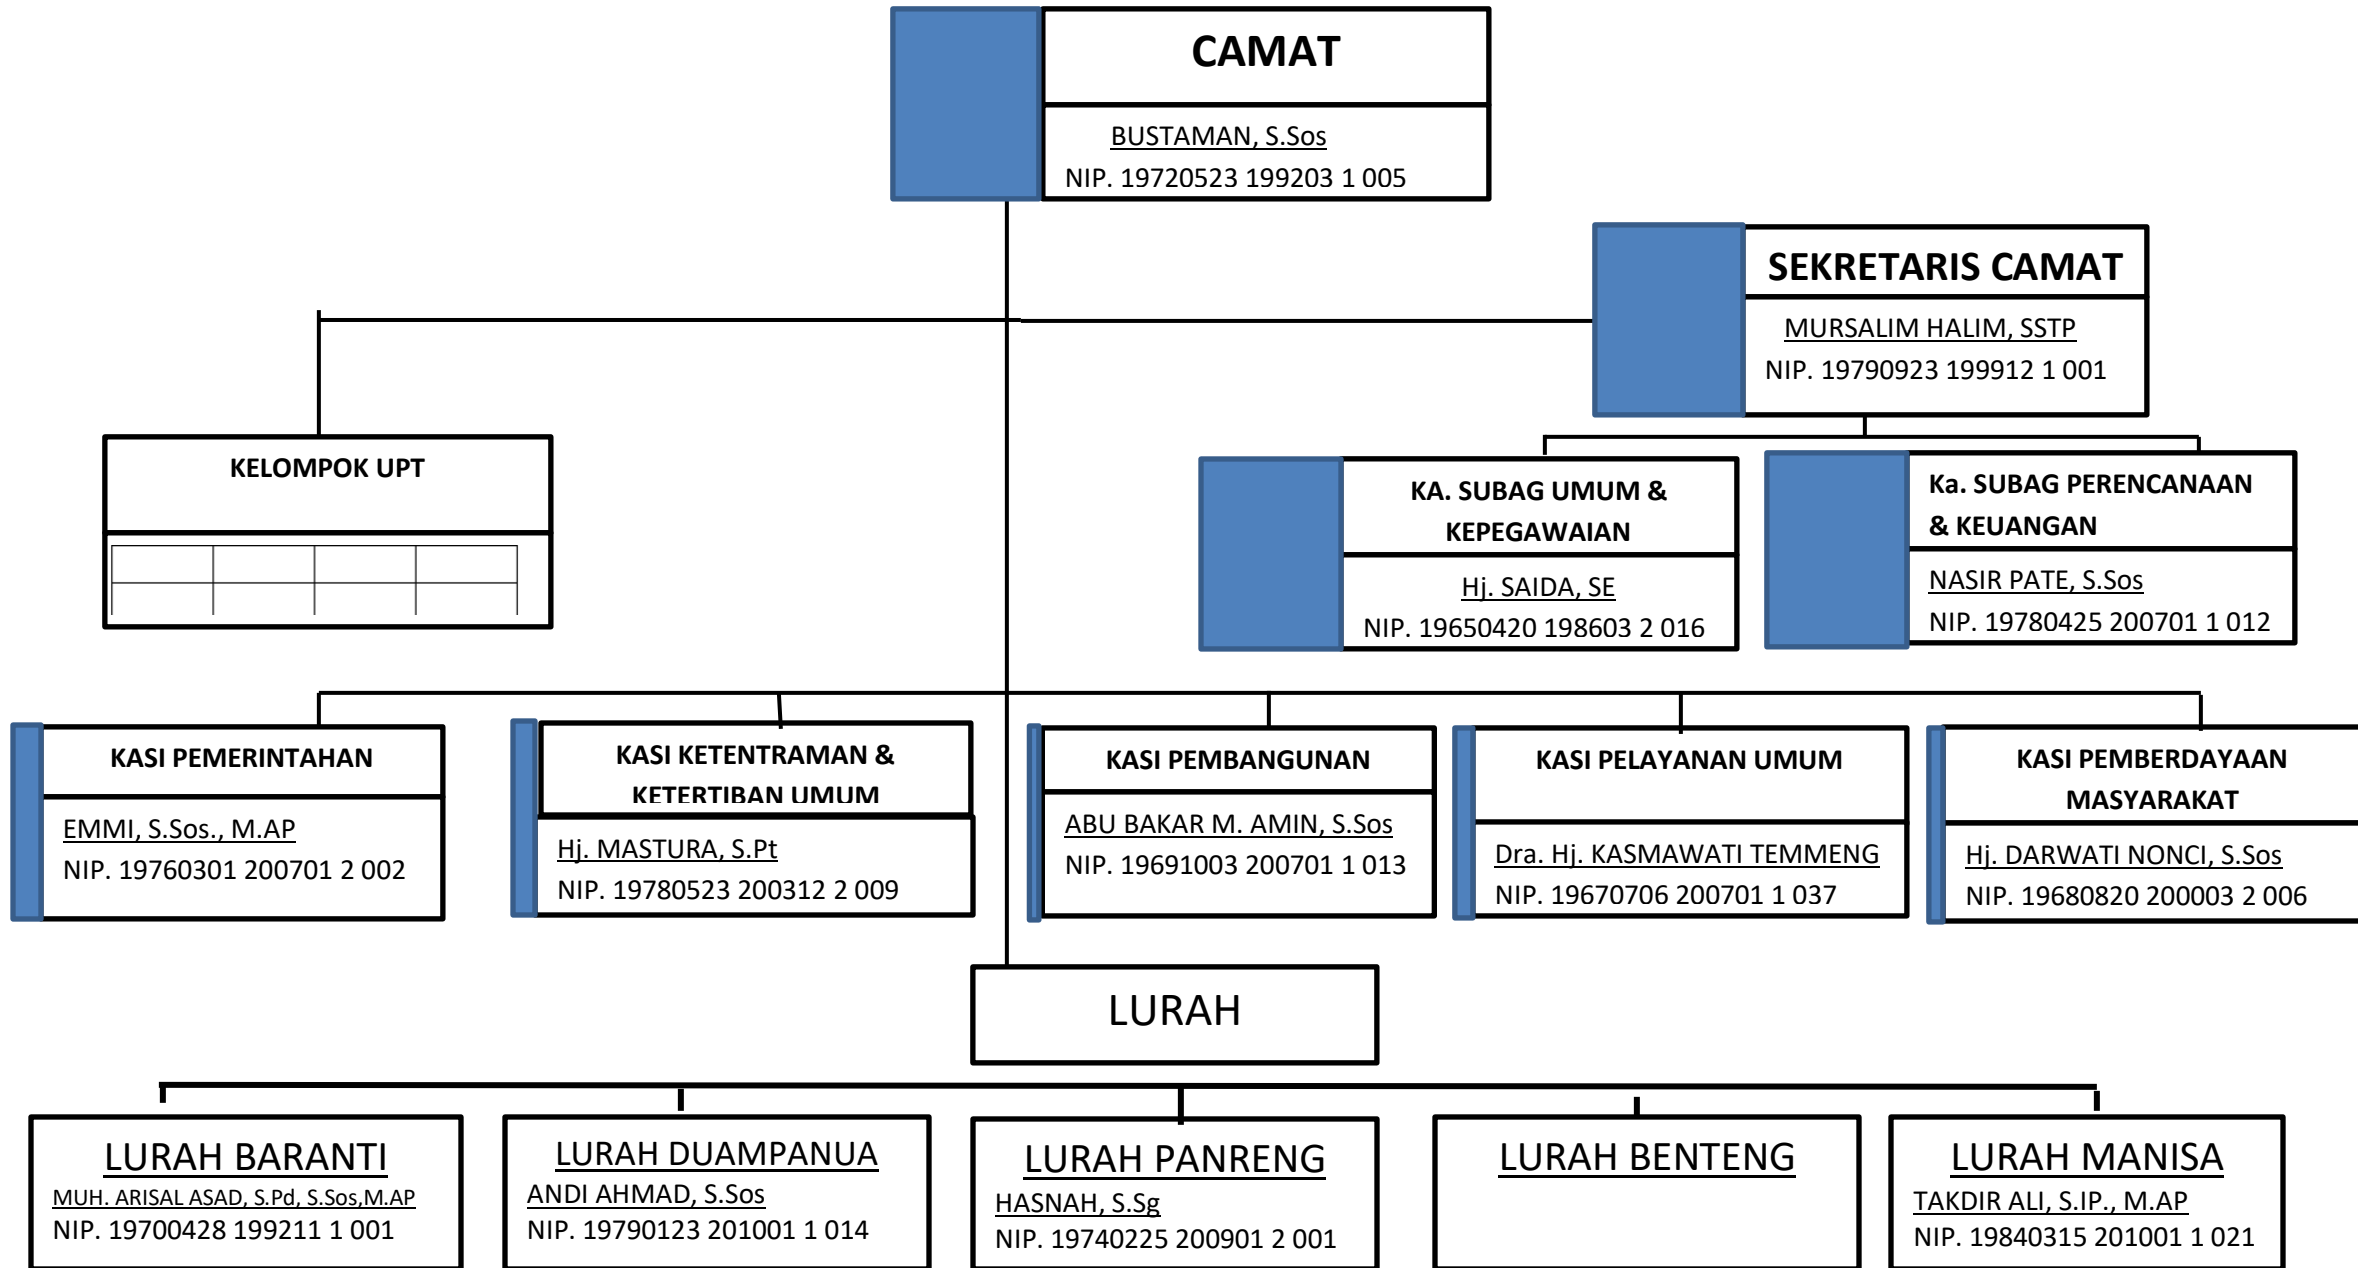 CAMAT
BUSTAMAN, S.Sos
NIP. 19720523 199203 1 005
SEKRETARIS CAMAT
MURSALIM HALIM, SSTP
NIP. 19790923 199912 1 001
KELOMPOK UPT
KA. SUBAG UMUM &
KEPEGAWAIAN
Hj. SAIDA, SE
NIP. 19650420 198603 2 016
Ka. SUBAG PERENCANAAN
& KEUANGAN
NASIR PATE, S.Sos
NIP. 19780425 200701 1 012
KASI PEMERINTAHAN
EMMI, S.Sos., M.AP
NIP. 19760301 200701 2 002
KASI KETENTRAMAN &
KETERTIBAN UMUM
Hj. MASTURA, S.Pt
NIP. 19780523 200312 2 009
KASI PEMBANGUNAN
ABU BAKAR M. AMIN, S.Sos
NIP. 19691003 200701 1 013
KASI PELAYANAN UMUM
Dra. Hj. KASMAWATI TEMMENG
NIP. 19670706 200701 1 037
KASI PEMBERDAYAAN
MASYARAKAT
Hj. DARWATI NONCI, S.Sos
NIP. 19680820 200003 2 006
LURAH
LURAH BARANTI
MUH. ARISAL ASAD, S.Pd, S.Sos,M.AP
NIP. 19700428 199211 1 001
LURAH DUAMPANUA
ANDI AHMAD, S.Sos
NIP. 19790123 201001 1 014
LURAH PANRENG
HASNAH, S.Sg
NIP. 19740225 200901 2 001
LURAH BENTENG
LURAH MANISA
TAKDIR ALI, S.IP., M.AP
NIP. 19840315 201001 1 021